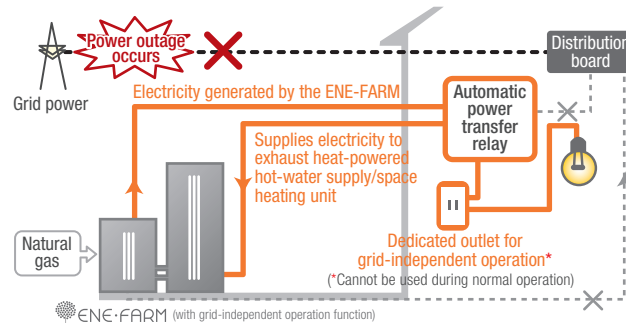 Power outage
occurs
Grid power
Distribution
board
Electricity generated by the ENE-FARM
Automatic
power
transfer
relay
Supplies electricity to
exhaust heat-powered
hot-water supply/space
heating unit
Natural
gas
Dedicated outlet for
grid-independent operation*
(*Cannot be used during normal operation)
ENE·FARM (with grid-independent operation function)